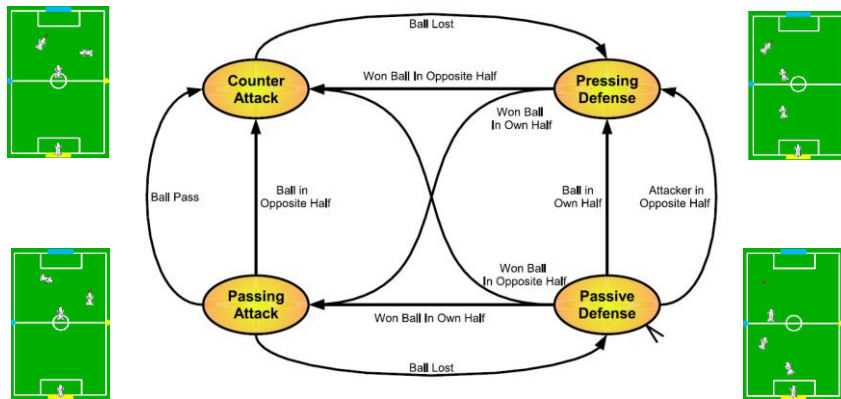 Ball Lost
Counter
Attack
Pressing
Defense
Won Ball In Opposite Half
Won Ball
In Own Half
Ball Pass
Ball in
Opposite Half
Ball in
Own Half
Attacker in
Opposite Half
Won Ball
In Opposite Half
Passing
Attack
Passive
Defense
Won Ball In Own Half
Ball Lost